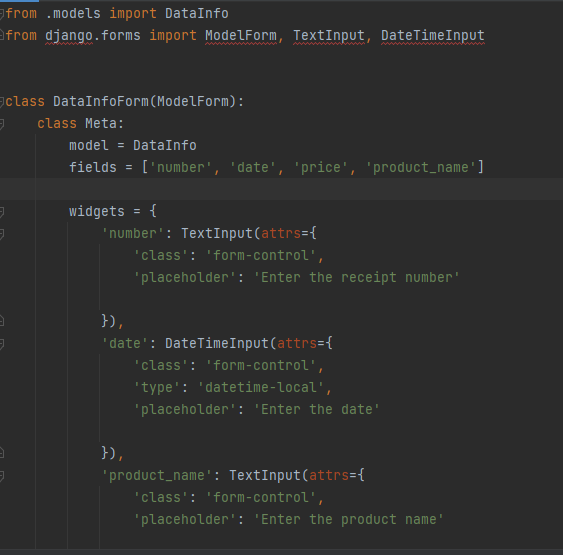 from .models import DataInfo
from django.forms import ModelForm, TextInput, DateTimeInput
class DataInfoForm(ModelForm):
    class Meta:
        model = DataInfo
        fields = ['number', 'date', 'price', 'product_name']
        widgets = {
            'number': TextInput(attrs={
                'class': 'form-control',
                'placeholder': 'Enter the receipt number'
            }),
            'date': DateTimeInput(attrs={
                'class': 'form-control',
                'type': 'datetime-local',
                'placeholder': 'Enter the date'
            }),
            'product_name': TextInput(attrs={
                'class': 'form-control',
                'placeholder': 'Enter the product name'